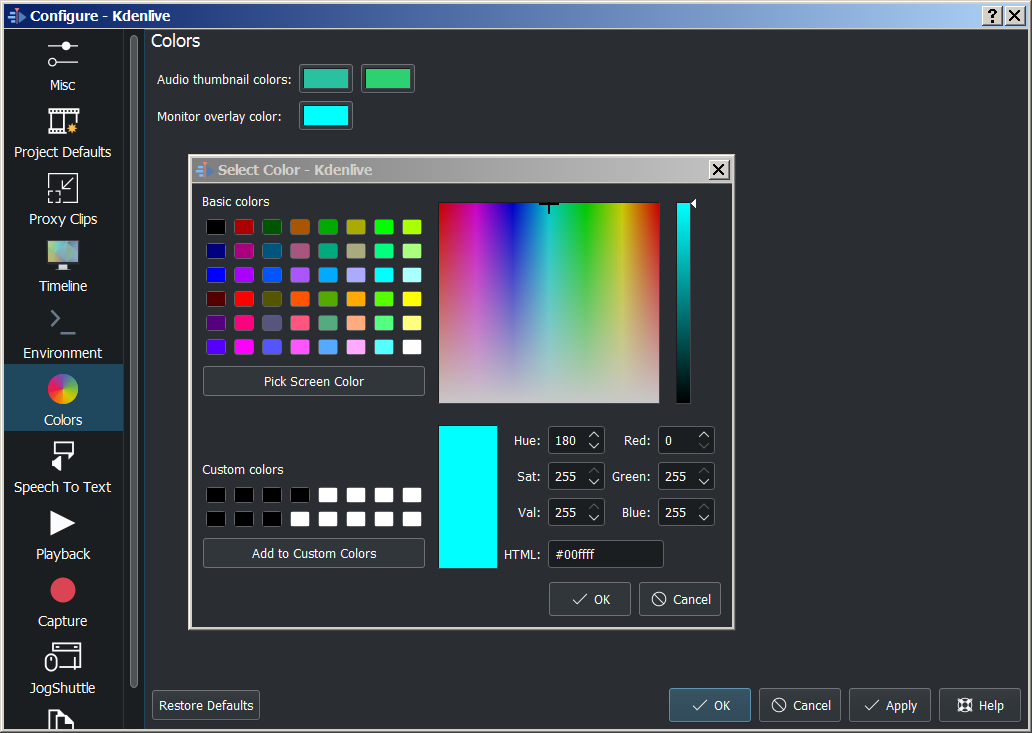 Configure - Kdenlive
Misc
Project Defaults
Proxy Clips
Timeline
Environment
Colors
Speech To Text
Playback
Capture
JogShuttle
Colors
Audio thumbnail colors:
Monitor overlay color:
Select Color - Kdenlive
Basic colors
Pick Screen Color
Custom colors
Add to Custom Colors
Hue: 180 Red: 0
Sat: 255 Green: 255
Val: 255 Blue: 255
HTML: #00ffff
OK Cancel
Restore Defaults OK Cancel Apply Help